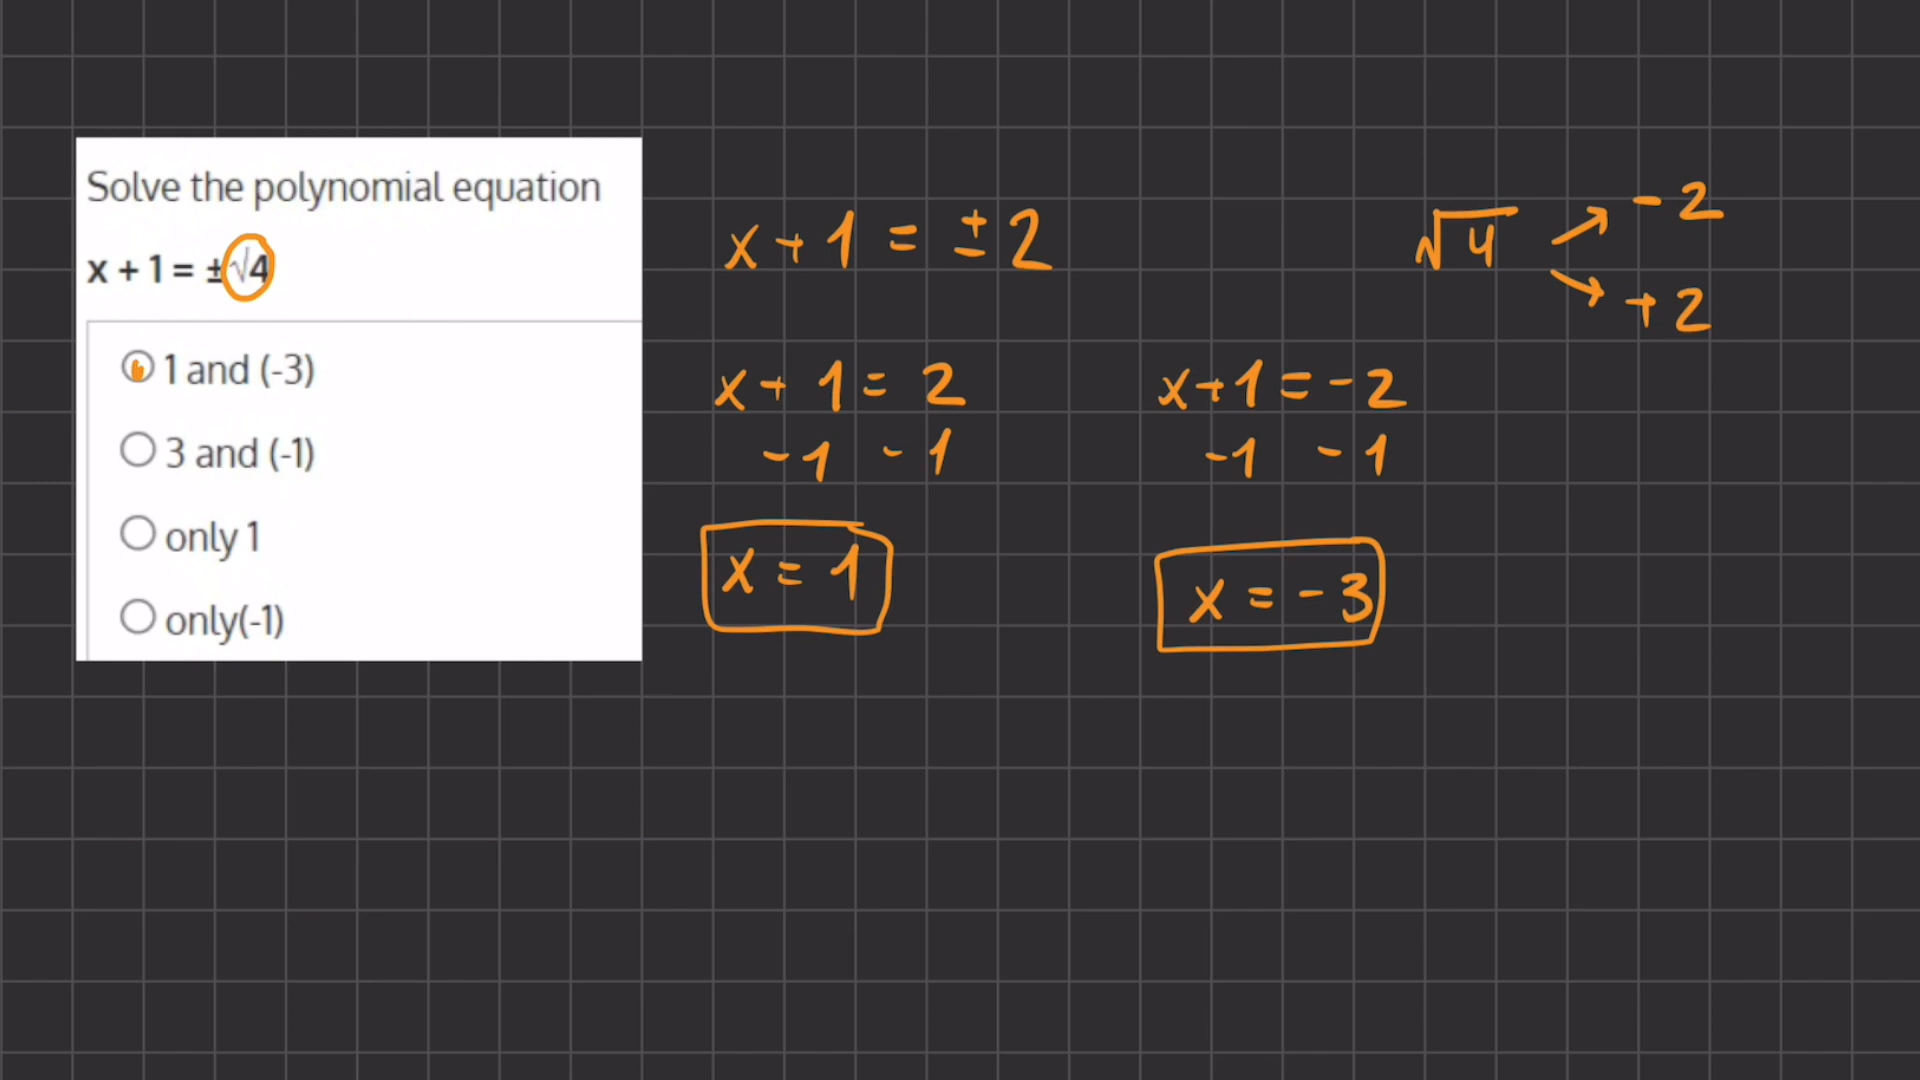 Solve the polynomial equation
x + 1 = ±√4
1 and (-3)
3 and (-1)
only 1
only(-1)
x + 1 = ±2
x + 1 = 2
-1 -1
x = 1
x+1=-2
-1 -1
x = -3
√4
-2
+2